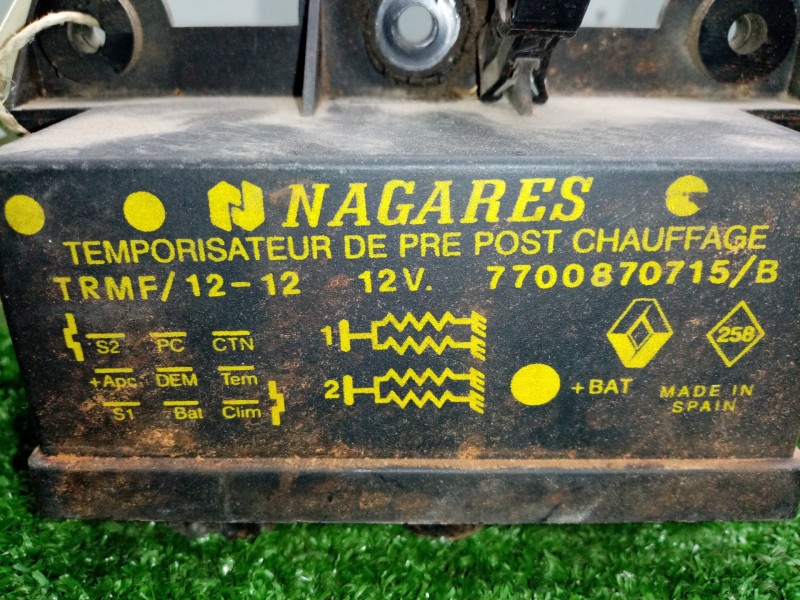 NAGARES
TEMPORISATEUR DE PRE POST CHAUFFAGE
TRMF/12-12 12V. 7700870715/B
S2 PC CTN
+Apc DEM Tem
S1 Bat Clim
1
2
+BAT
258
MADE IN
SPAIN